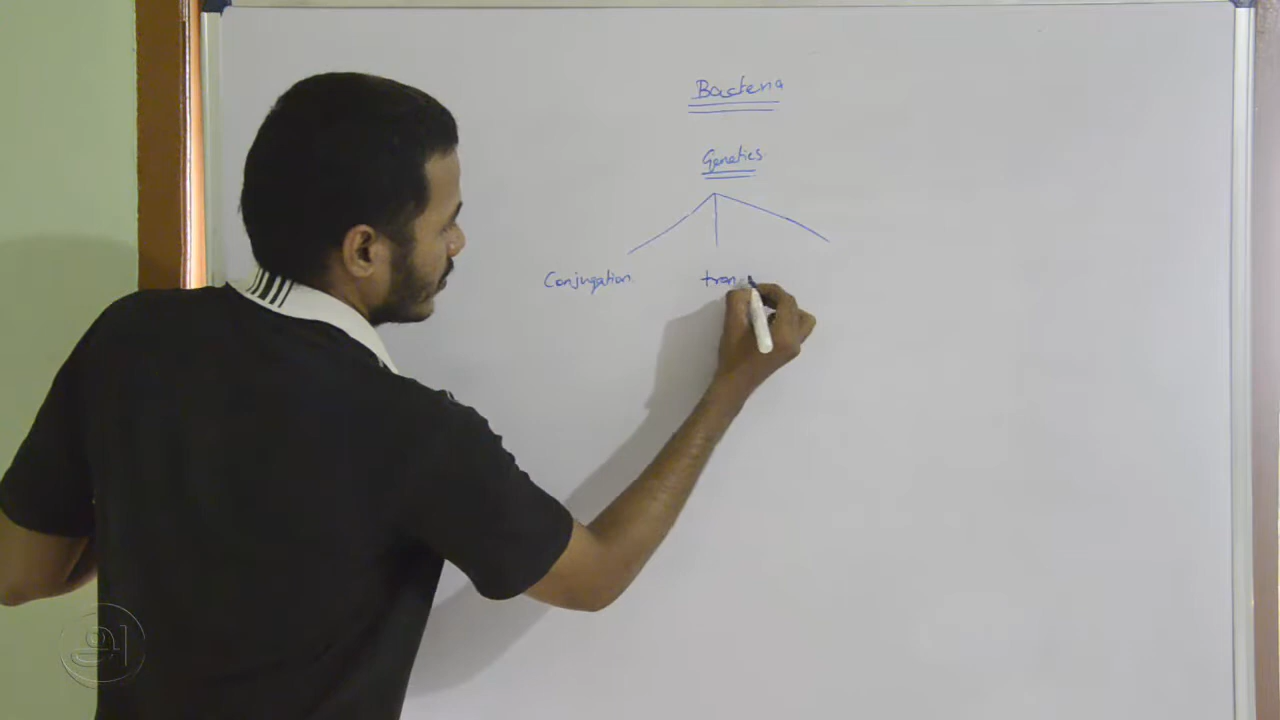 Bacteria
Genetics
Conjugation tran
அ